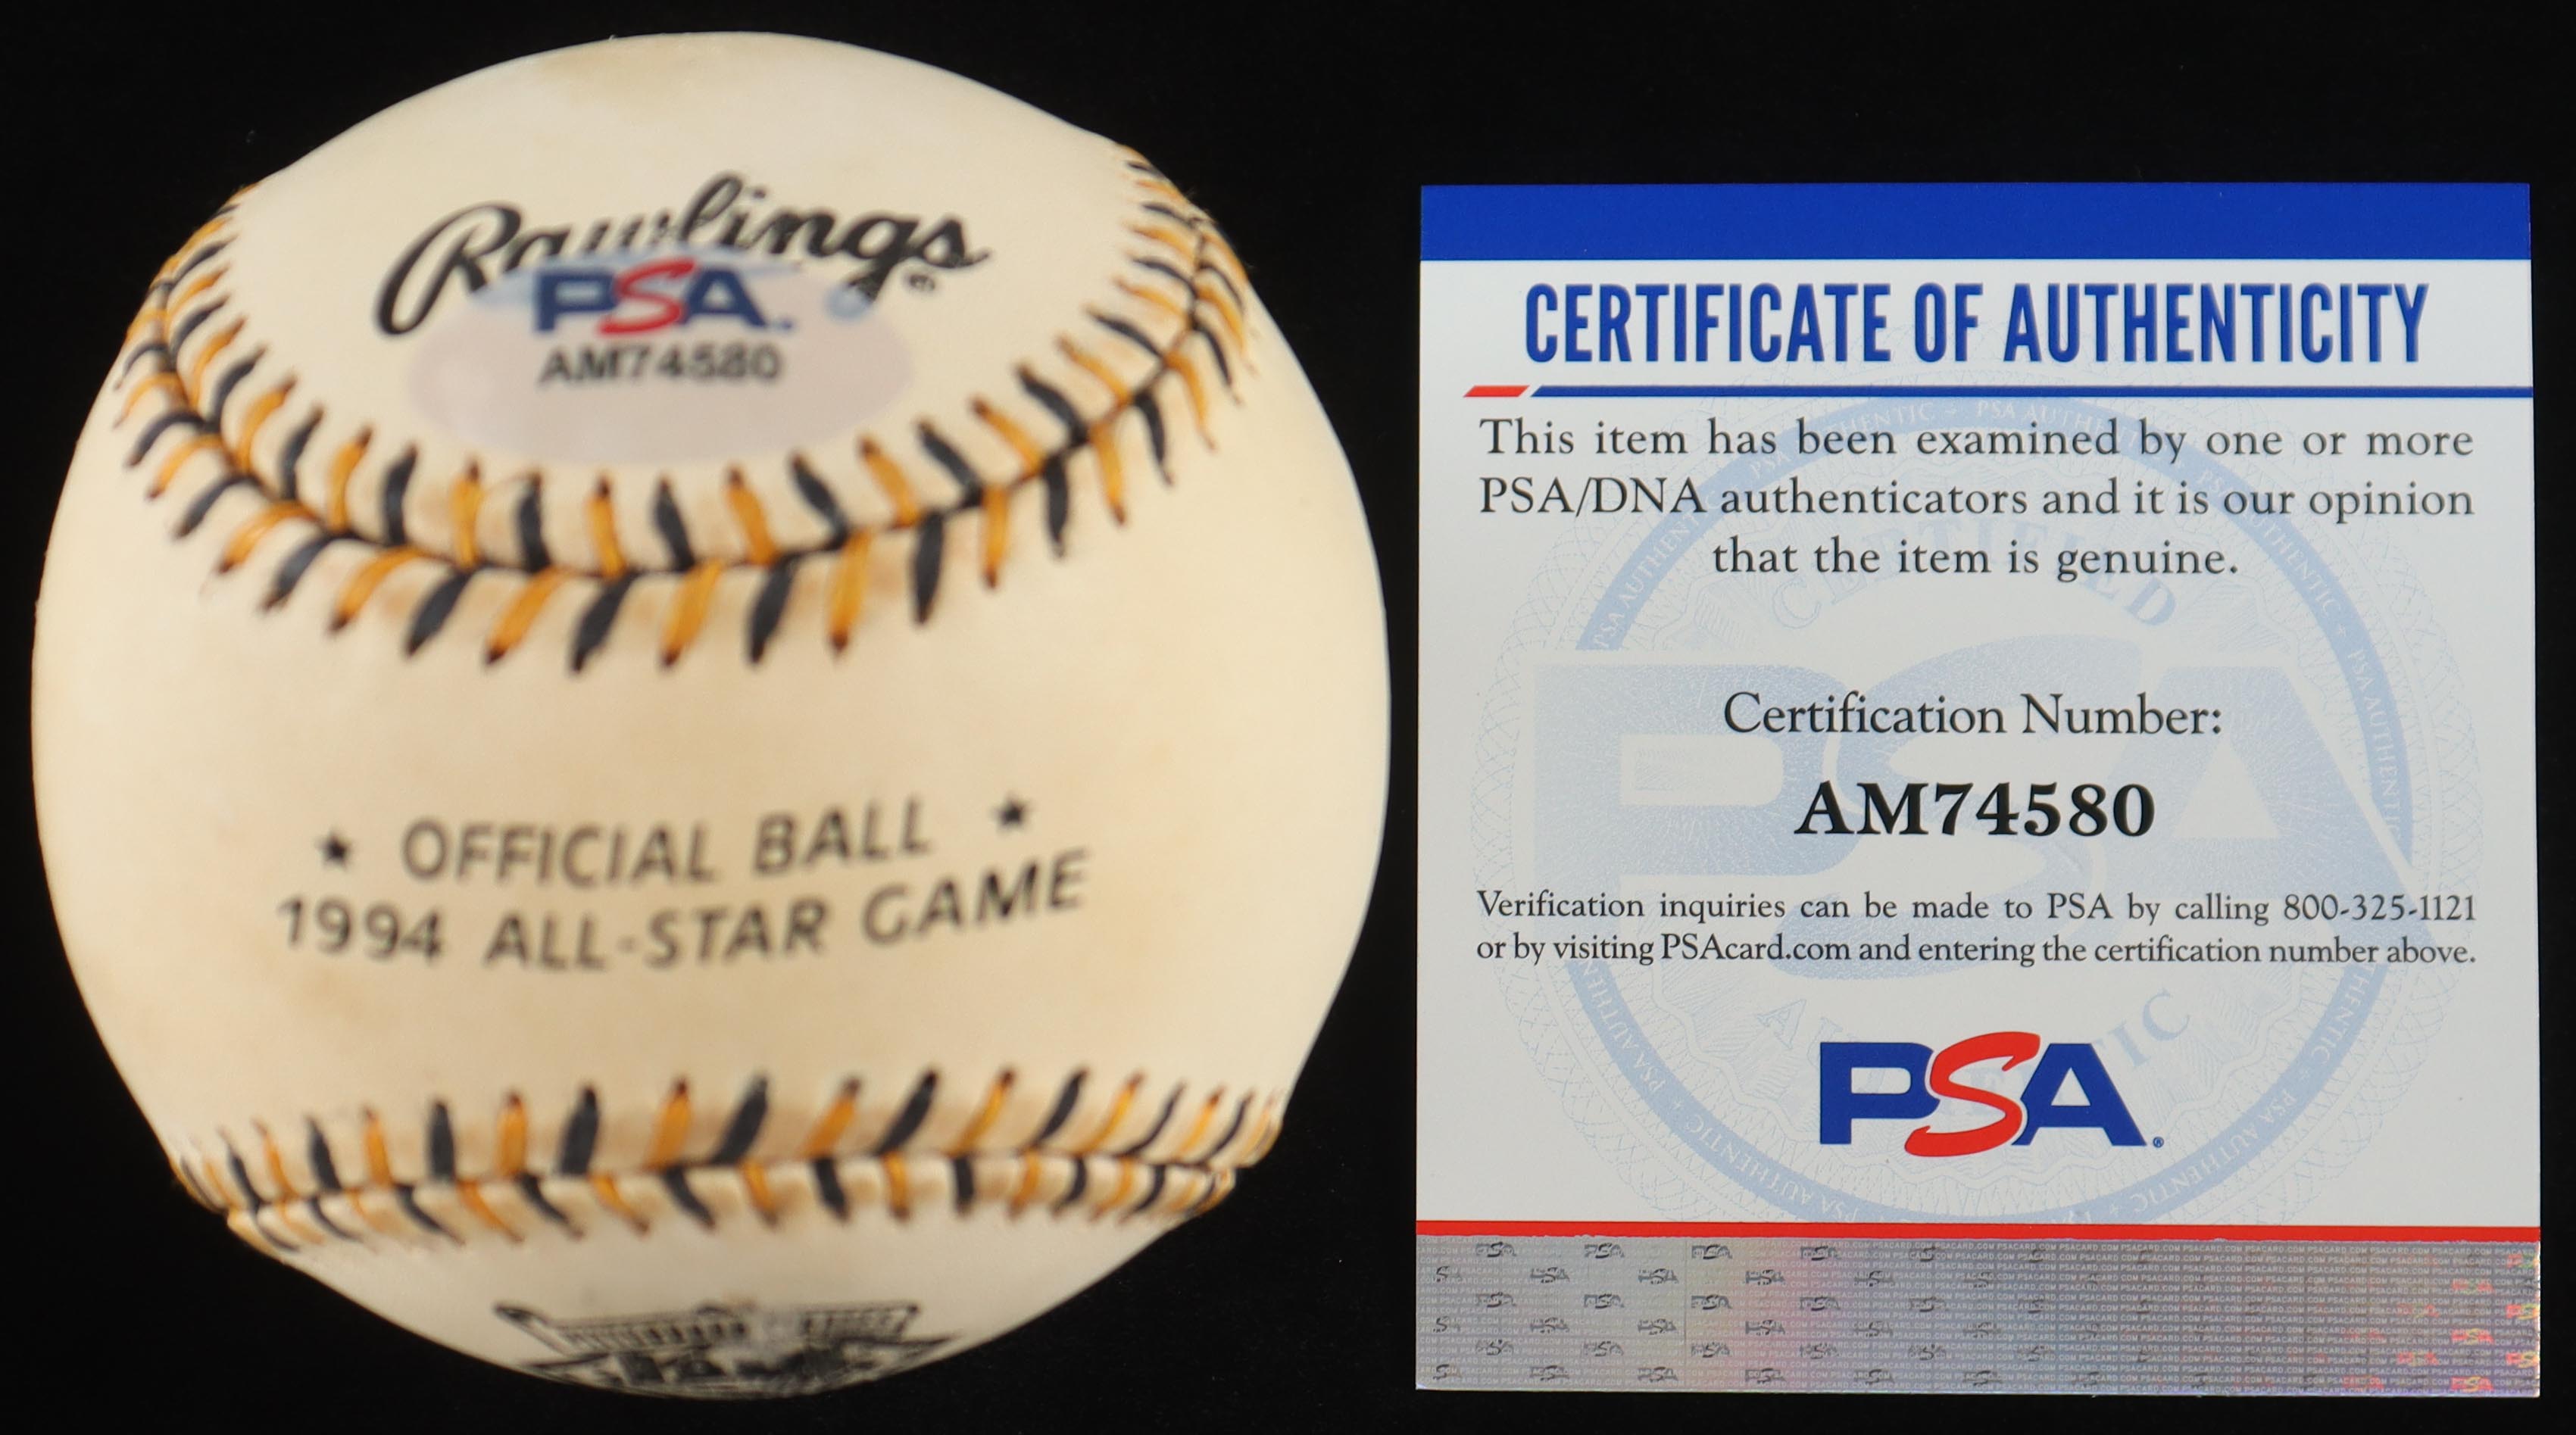 Rawlings
PSA.
AM74580
★ OFFICIAL BALL ★
1994 ALL-STAR GAME
CERTIFICATE OF AUTHENTICITY
This item has been examined by one or more
PSA/DNA authenticators and it is our opinion
that the item is genuine.
Certification Number:
AM74580
Verification inquiries can be made to PSA by calling 800-325-1121
or by visiting PSAcard.com and entering the certification number above.
PSA®